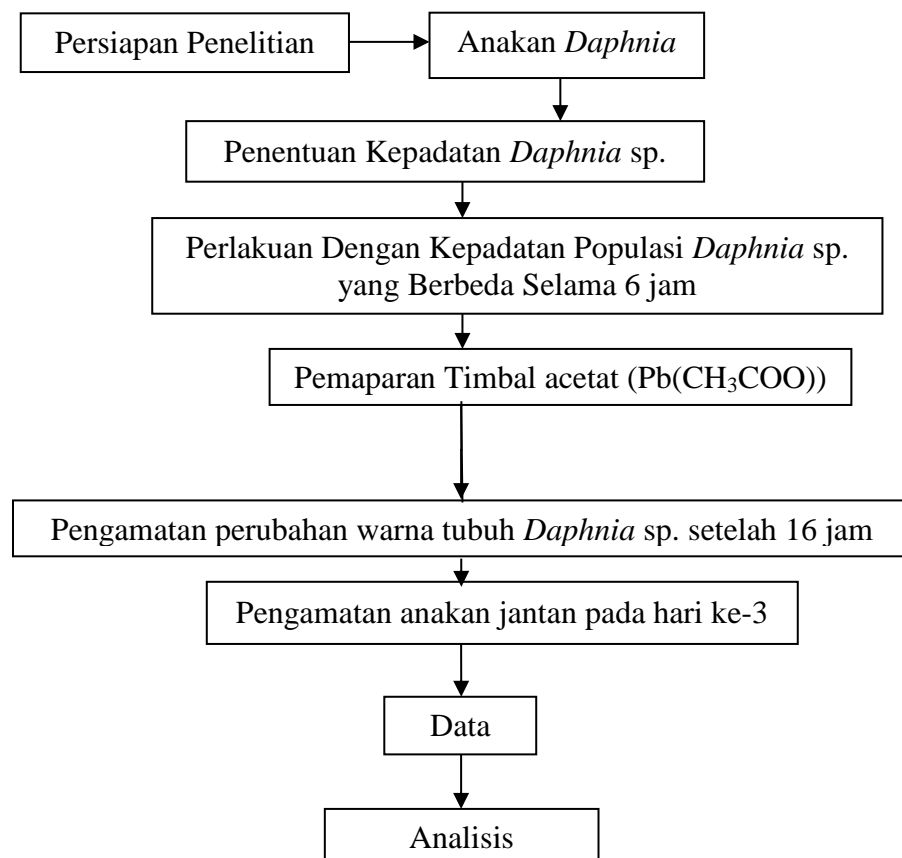 Persiapan Penelitian
Anakan Daphnia
Penentuan Kepadatan Daphnia sp.
Perlakuan Dengan Kepadatan Populasi Daphnia sp.
yang Berbeda Selama 6 jam
Pemaparan Timbal acetat (Pb(CH₃COO))
Pengamatan perubahan warna tubuh Daphnia sp. setelah 16 jam
Pengamatan anakan jantan pada hari ke-3
Data
Analisis